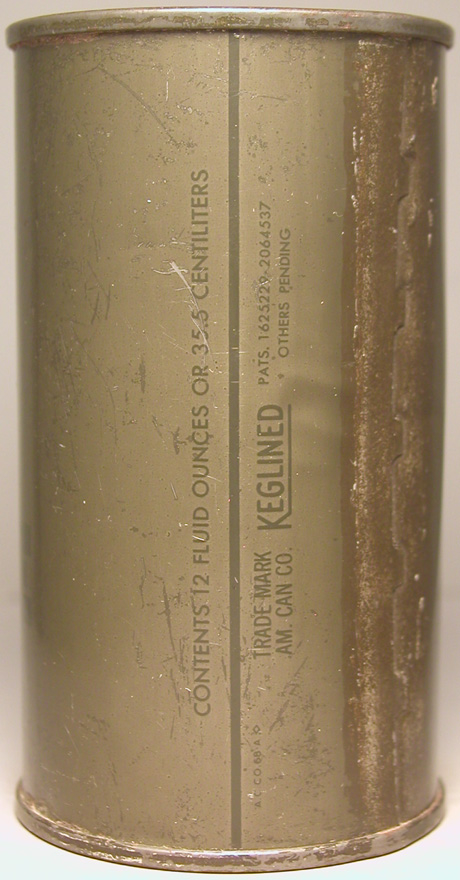 CONTENTS 12 FLUID OUNCES OR 35.5 CENTILITERS
TRADE MARK
AM. CAN CO.
KEGLINED
PATS. 1625229-2064537
OTHERS PENDING